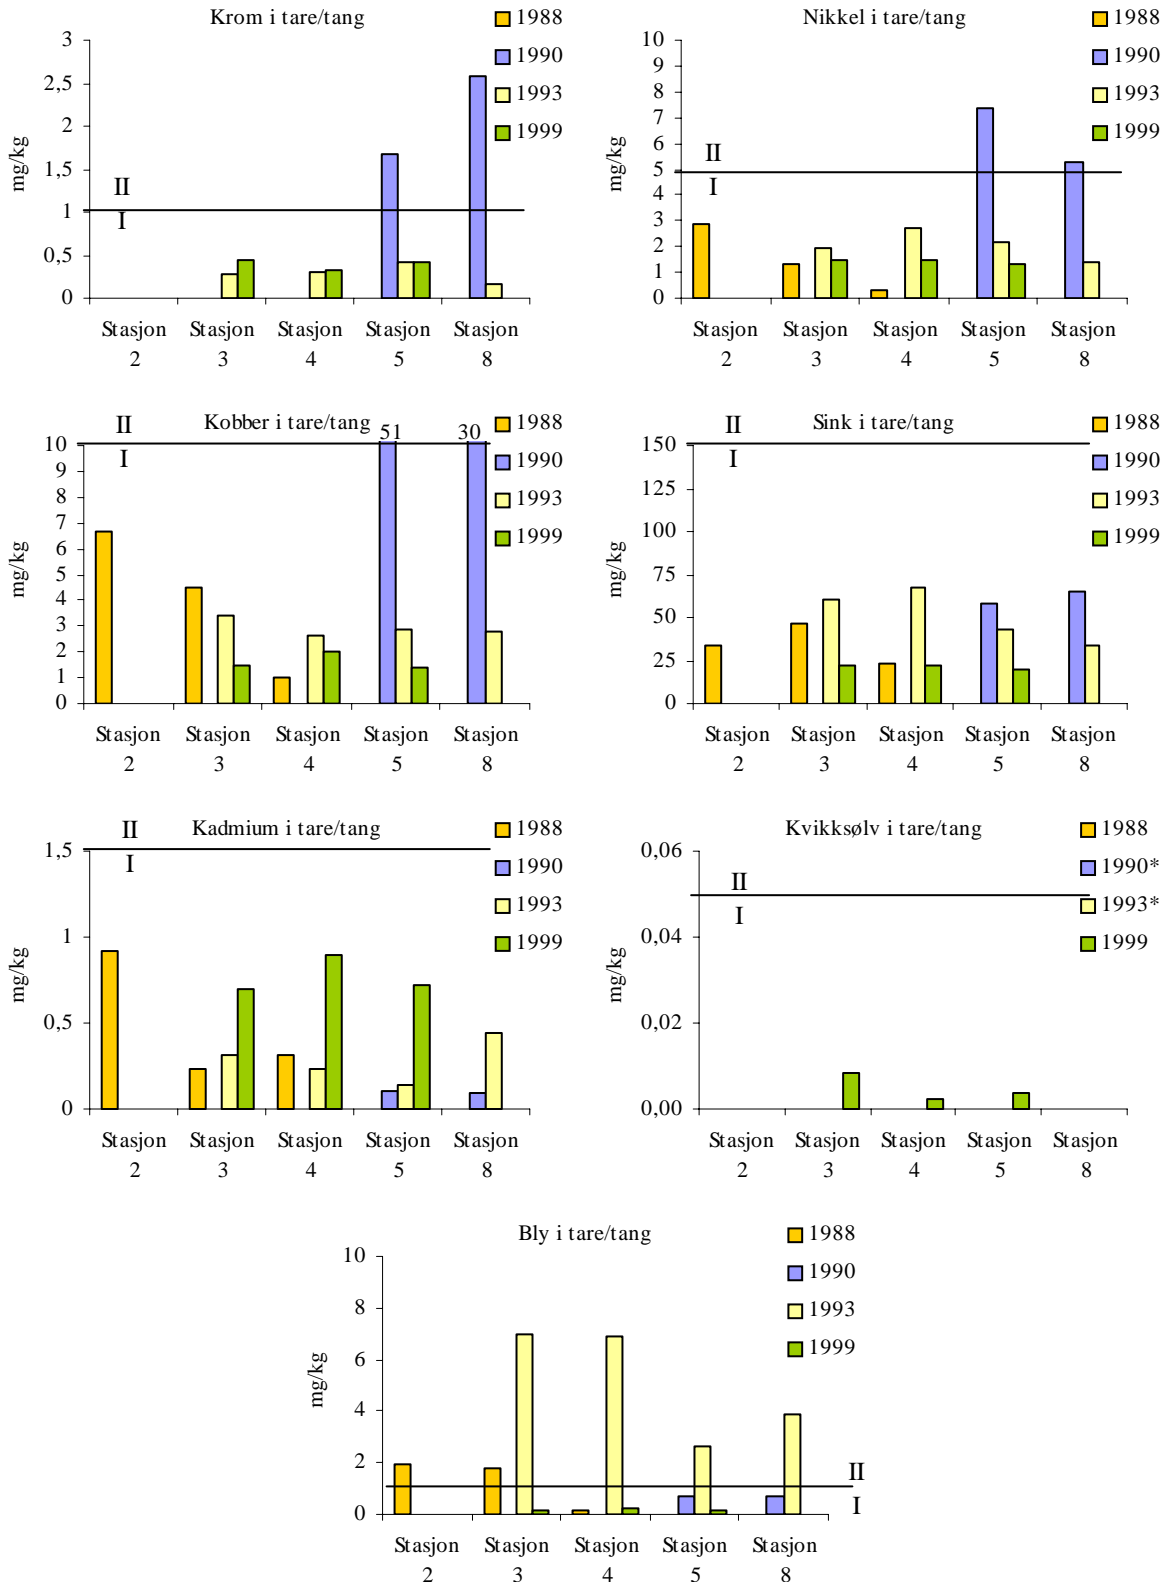 Krom i tare/tang
3
2,5
2
1,5
1
0,5
0
mg/kg
II
I
1988
1990
1993
1999
Stasjon Stasjon Stasjon Stasjon Stasjon
2 3 4 5 8
Nikkel i tare/tang
10
9
8
7
6
5
4
3
2
1
0
mg/kg
II
I
1988
1990
1993
1999
Stasjon Stasjon Stasjon Stasjon Stasjon
2 3 4 5 8
Kobber i tare/tang
10
9
8
7
6
5
4
3
2
1
0
mg/kg
II
I
51 30
1988
1990
1993
1999
Stasjon Stasjon Stasjon Stasjon Stasjon
2 3 4 5 8
Sink i tare/tang
150
125
100
75
50
25
0
mg/kg
II
I
1988
1990
1993
1999
Stasjon Stasjon Stasjon Stasjon Stasjon
2 3 4 5 8
Kadmium i tare/tang
1,5
1
0,5
0
mg/kg
II
I
1988
1990
1993
1999
Stasjon Stasjon Stasjon Stasjon Stasjon
2 3 4 5 8
Kvikksølv i tare/tang
0,06
0,04
0,02
0,00
mg/kg
II
I
1988
1990*
1993*
1999
Stasjon Stasjon Stasjon Stasjon Stasjon
2 3 4 5 8
Bly i tare/tang
10
8
6
4
2
0
mg/kg
1988
1990
1993
1999
II
I
Stasjon Stasjon Stasjon Stasjon Stasjon
2 3 4 5 8